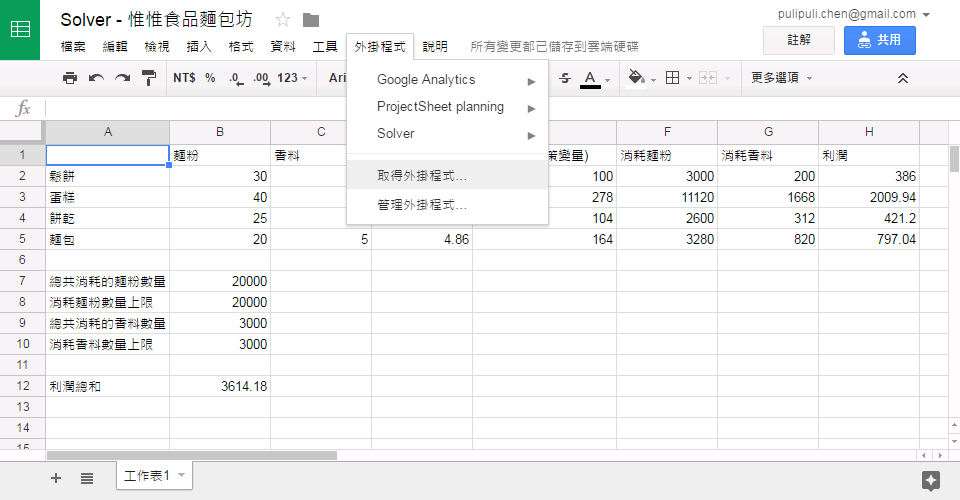 Solver - 惟惟食品麵包坊
pulipuli.chen@gmail.com
檔案 編輯 檢視 插入 格式 資料 工具 外掛程式 說明 所有變更都已儲存到雲端硬碟
註解 共用
NT$ % .0 .00 123 Ari S A 更多選項
Google Analytics
ProjectSheet planning
Solver
取得外掛程式...
管理外掛程式...
fx
A B C F G H
1 麵粉 香料 策變量) 消耗麵粉 消耗香料 利潤
2 鬆餅 30 100 3000 200 386
3 蛋糕 40 278 11120 1668 2009.94
4 餅乾 25 104 2600 312 421.2
5 麵包 20 5 4.86 164 3280 820 797.04
6
7 總共消耗的麵粉數量 20000
8 消耗麵粉數量上限 20000
9 總共消耗的香料數量 3000
10 消耗香料數量上限 3000
11
12 利潤總和 3614.18
13
14
15
工作表1